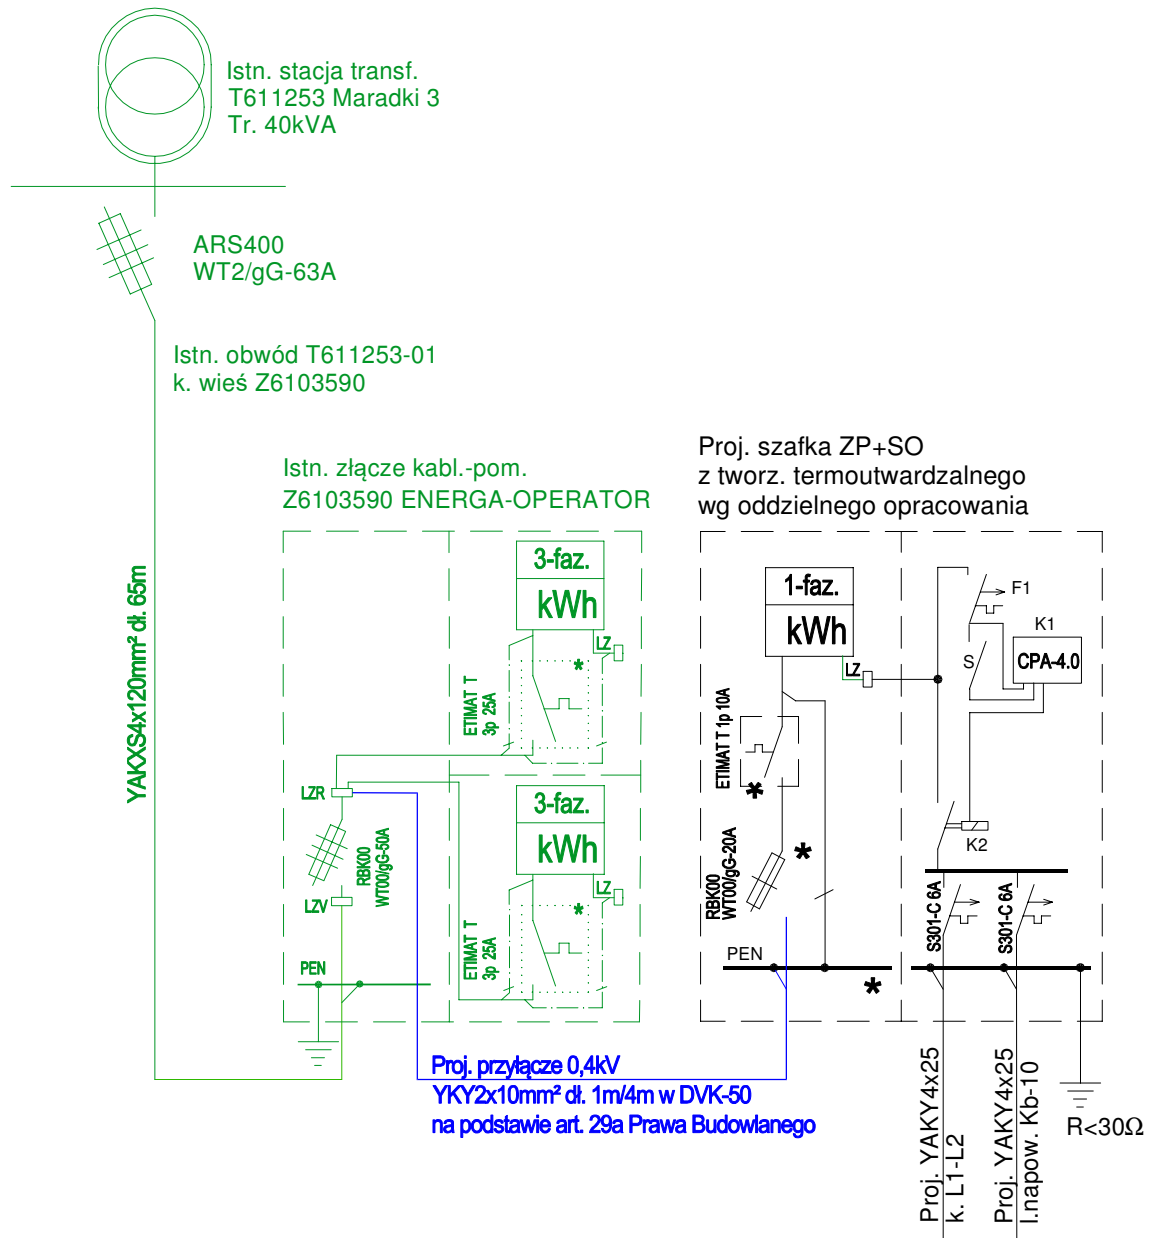 Istn. stacja transf.
T611253 Maradki 3
Tr. 40kVA
ARS400
WT2/gG-63A
Istn. obwód T611253-01
k. wieś Z6103590
YAKXS4x120mm² dł. 65m
Istn. złącze kabl.-pom.
Z6103590 ENERGA-OPERATOR
3-faz.
kWh
LZ
*
ETIMAT T
3p 25A
LZR
RBK00
WT00/gG-50A
LZV
PEN
3-faz.
kWh
LZ
*
ETIMAT T
3p 25A
Proj. przyłącze 0,4kV
YKY2x10mm² dł. 1m/4m w DVK-50
na podstawie art. 29a Prawa Budowlanego
Proj. szafka ZP+SO
z tworz. termoutwardzalnego
wg oddzielnego opracowania
1-faz.
kWh
LZ
ETIMAT T 1p 10A
*
RBK00
WT00/gG-20A
*
PEN
*
F1
K1
S
CPA-4.0
K2
S301-C 6A
S301-C 6A
Proj. YAKY4x25
k. L1-L2
Proj. YAKY4x25
l.napow. Kb-10
R<30Ω